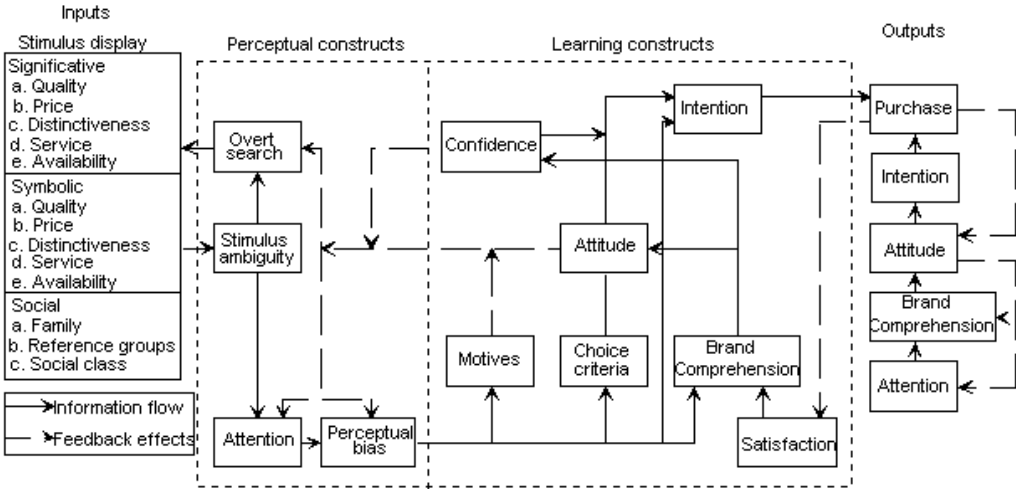 Inputs
Stimulus display
Significative
a. Quality
b. Price
c. Distinctiveness
d. Service
e. Availability
Symbolic
a. Quality
b. Price
c. Distinctiveness
d. Service
e. Availability
Social
a. Family
b. Reference groups
c. Social class
Information flow
Feedback effects
Perceptual constructs
Overt
search
Stimulus
ambiguity
Attention
Perceptual
bias
Learning constructs
Confidence
Intention
Attitude
Motives
Choice
criteria
Brand
Comprehension
Satisfaction
Outputs
Purchase
Intention
Attitude
Brand
Comprehension
Attention